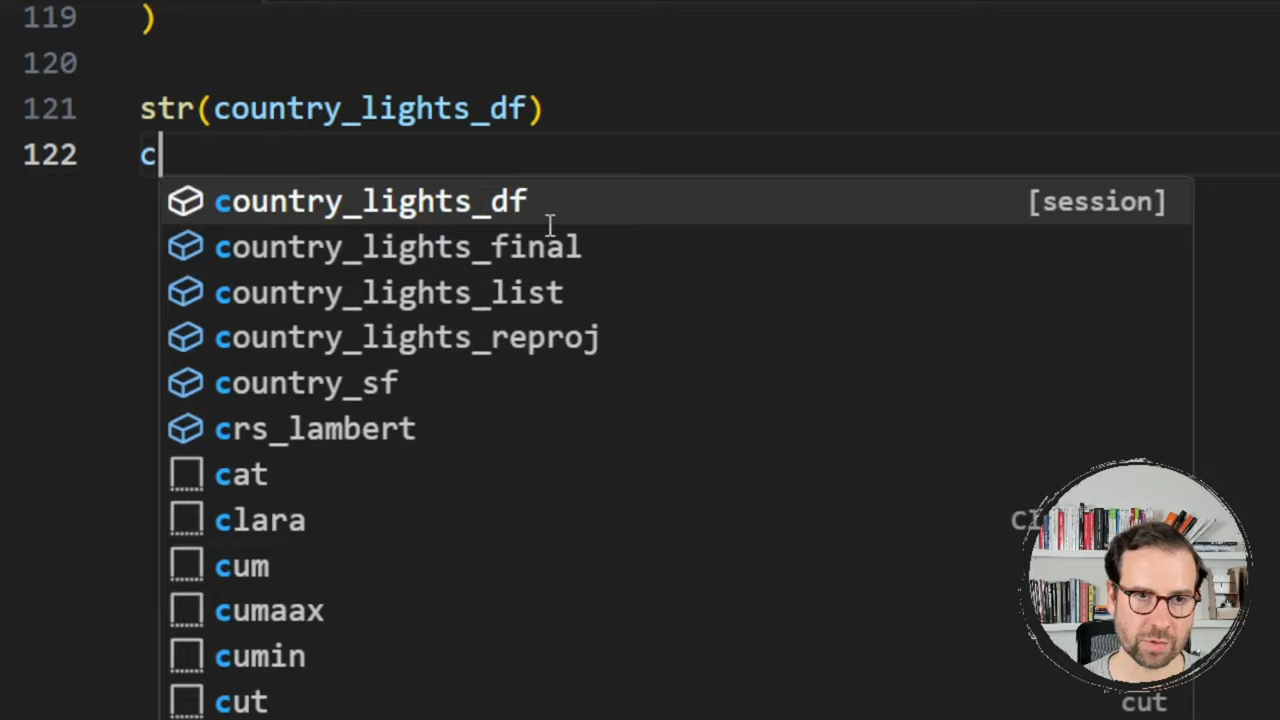 119 )
120
121 str(country_lights_df)
122 c
country_lights_df [session]
country_lights_final
country_lights_list
country_lights_reproj
country_sf
crs_lambert
cat
clara
cum
cumaax
cumin
cut cut